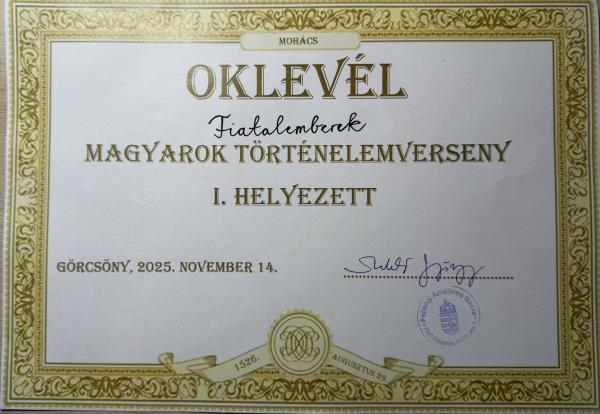 MOHÁCS
OKLEVÉL
Fiatalemberek
MAGYAROK TÖRTÉNELEMVERSENY
I. HELYEZETT
GÖRCSÖNY, 2025. NOVEMBER 14.
1526. AUGUSZTUS 29.